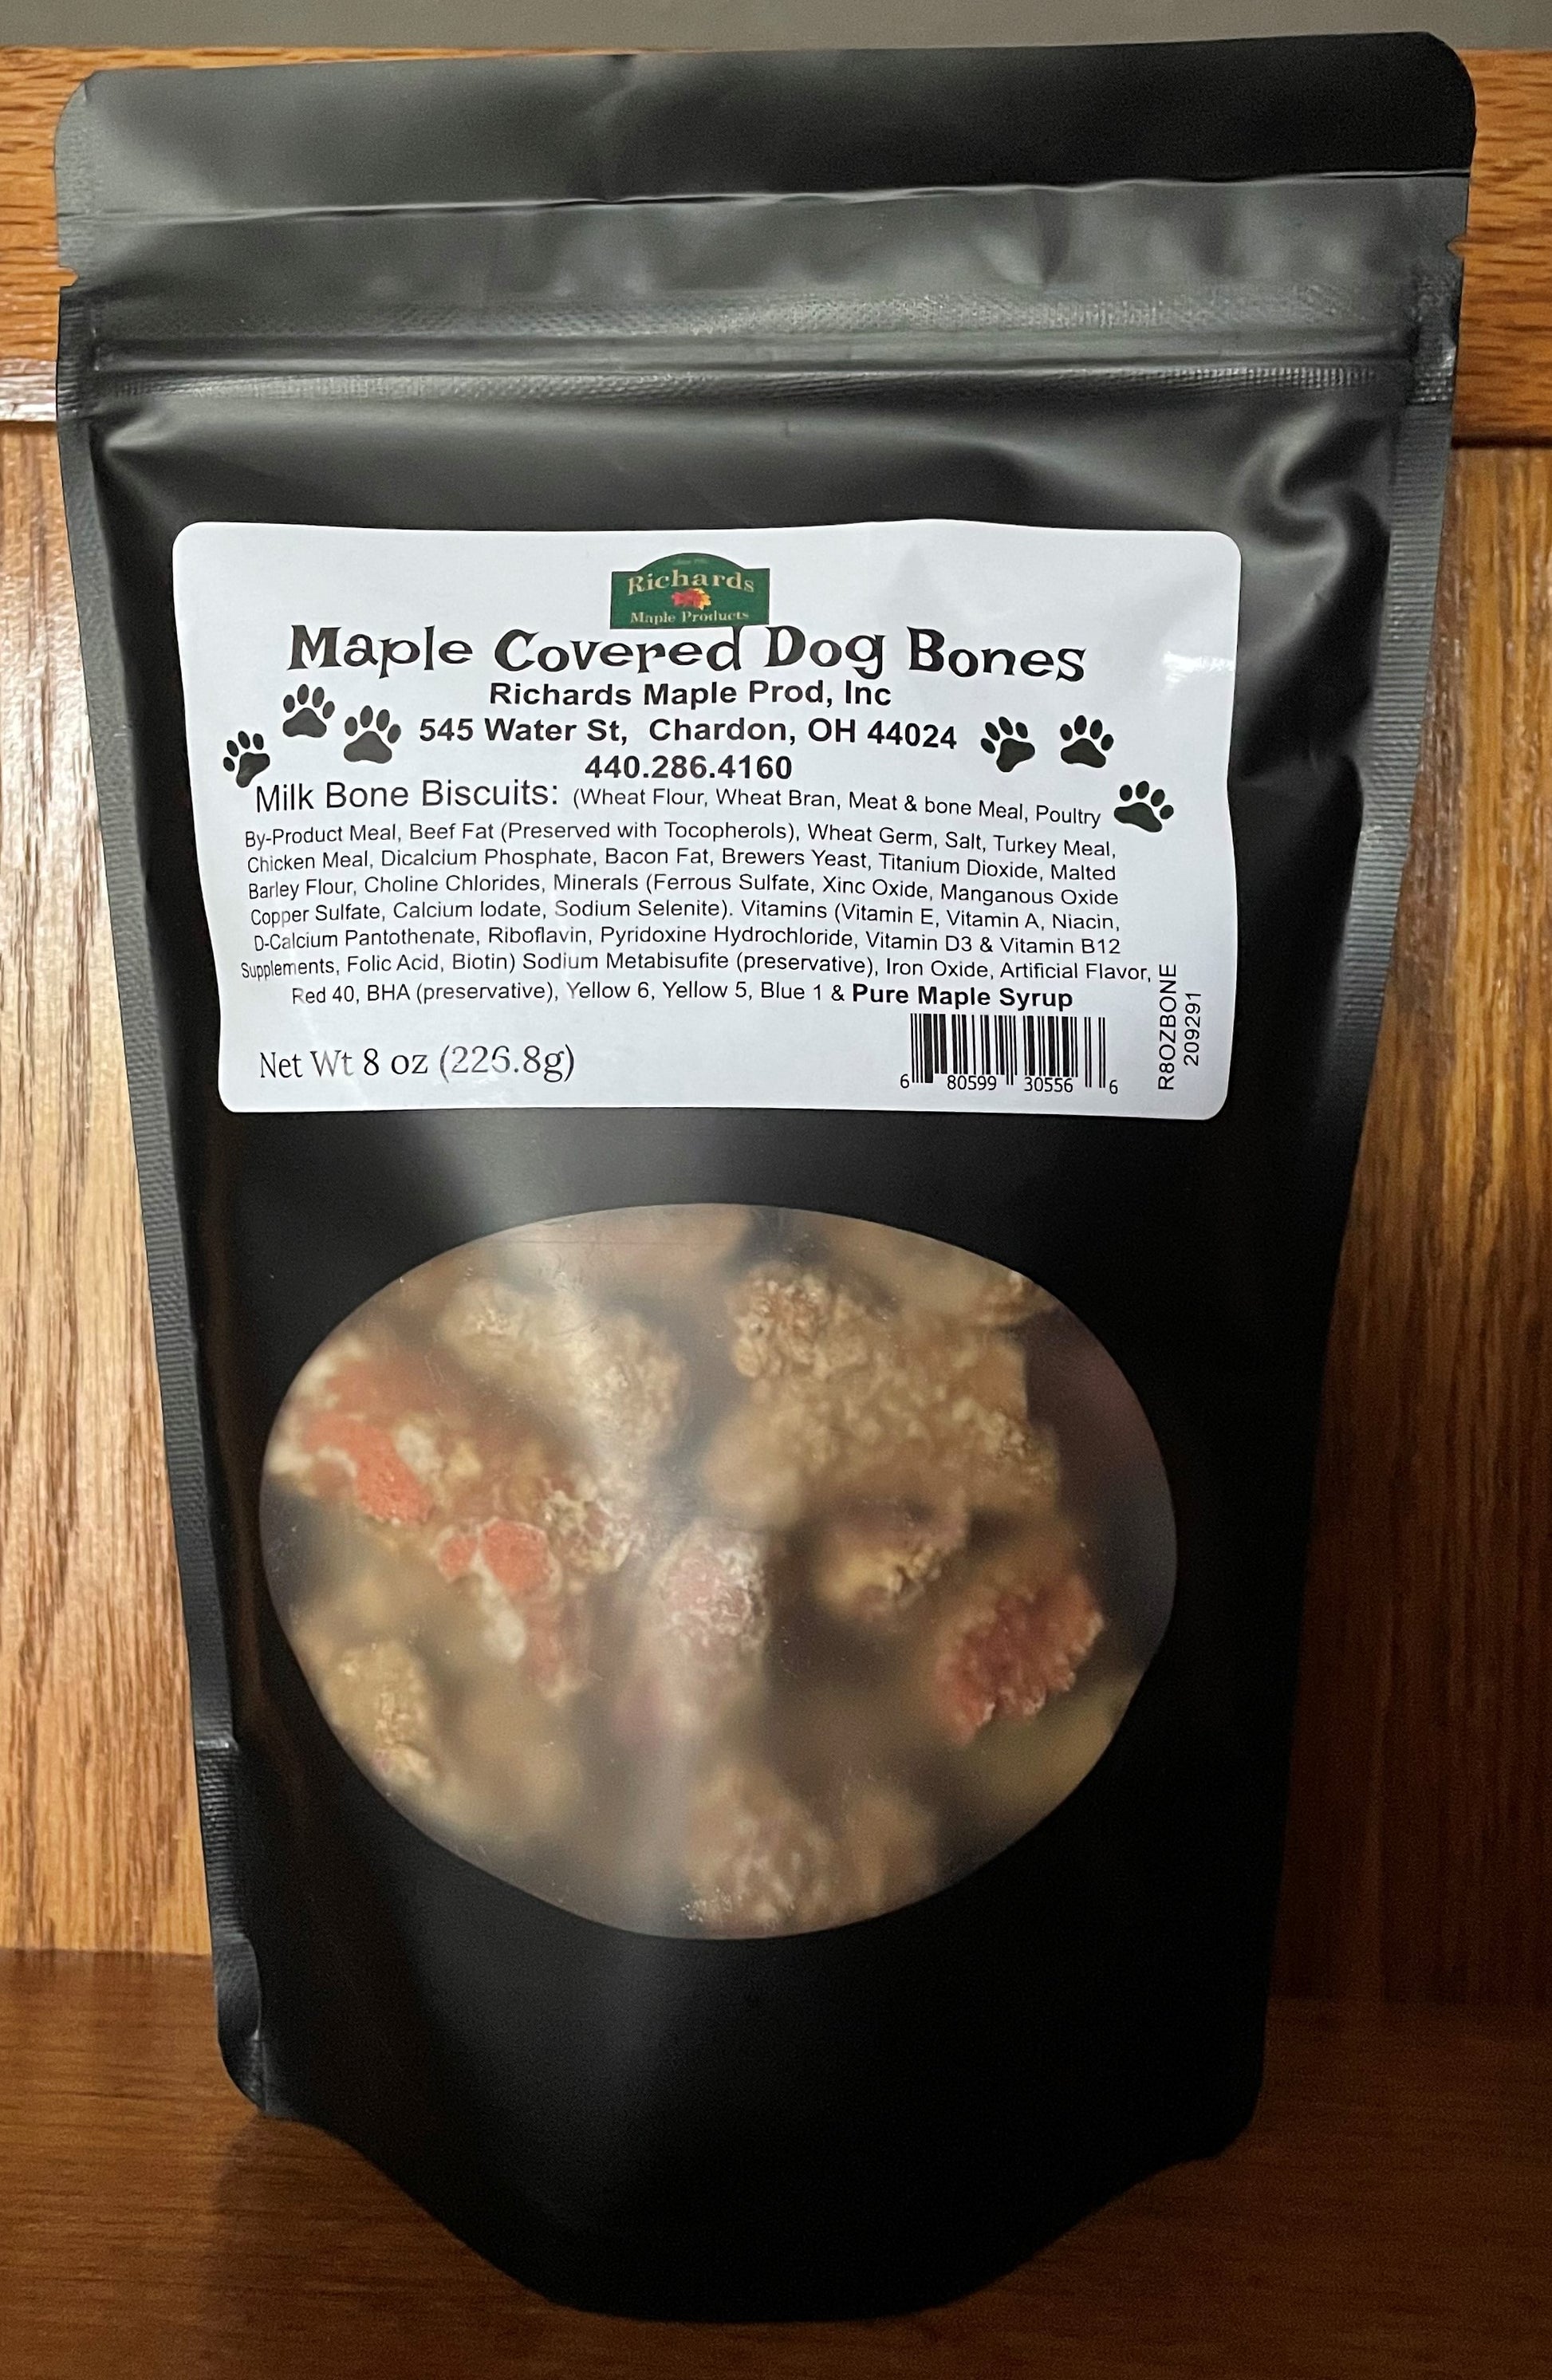 Richards
Maple Products
Maple Covered Dog Bones
Richards Maple Prod, Inc
545 Water St, Chardon, OH 44024
440.286.4160
Milk Bone Biscuits: (Wheat Flour, Wheat Bran, Meat & bone Meal, Poultry
By-Product Meal, Beef Fat (Preserved with Tocopherols), Wheat Germ, Salt, Turkey Meal,
Chicken Meal, Dicalcium Phosphate, Bacon Fat, Brewers Yeast, Titanium Dioxide, Malted
Barley Flour, Choline Chlorides, Minerals (Ferrous Sulfate, Xinc Oxide, Manganous Oxide
Copper Sulfate, Calcium Iodate, Sodium Selenite). Vitamins (Vitamin E, Vitamin A, Niacin,
D-Calcium Pantothenate, Riboflavin, Pyridoxine Hydrochloride, Vitamin D3 & Vitamin B12
Supplements, Folic Acid, Biotin) Sodium Metabisufite (preservative), Iron Oxide, Artificial Flavor,
Red 40, BHA (preservative), Yellow 6, Yellow 5, Blue 1 & Pure Maple Syrup
Net Wt 8 oz (226.8g)
6 80599 30556 6
R8OZBONE
209291